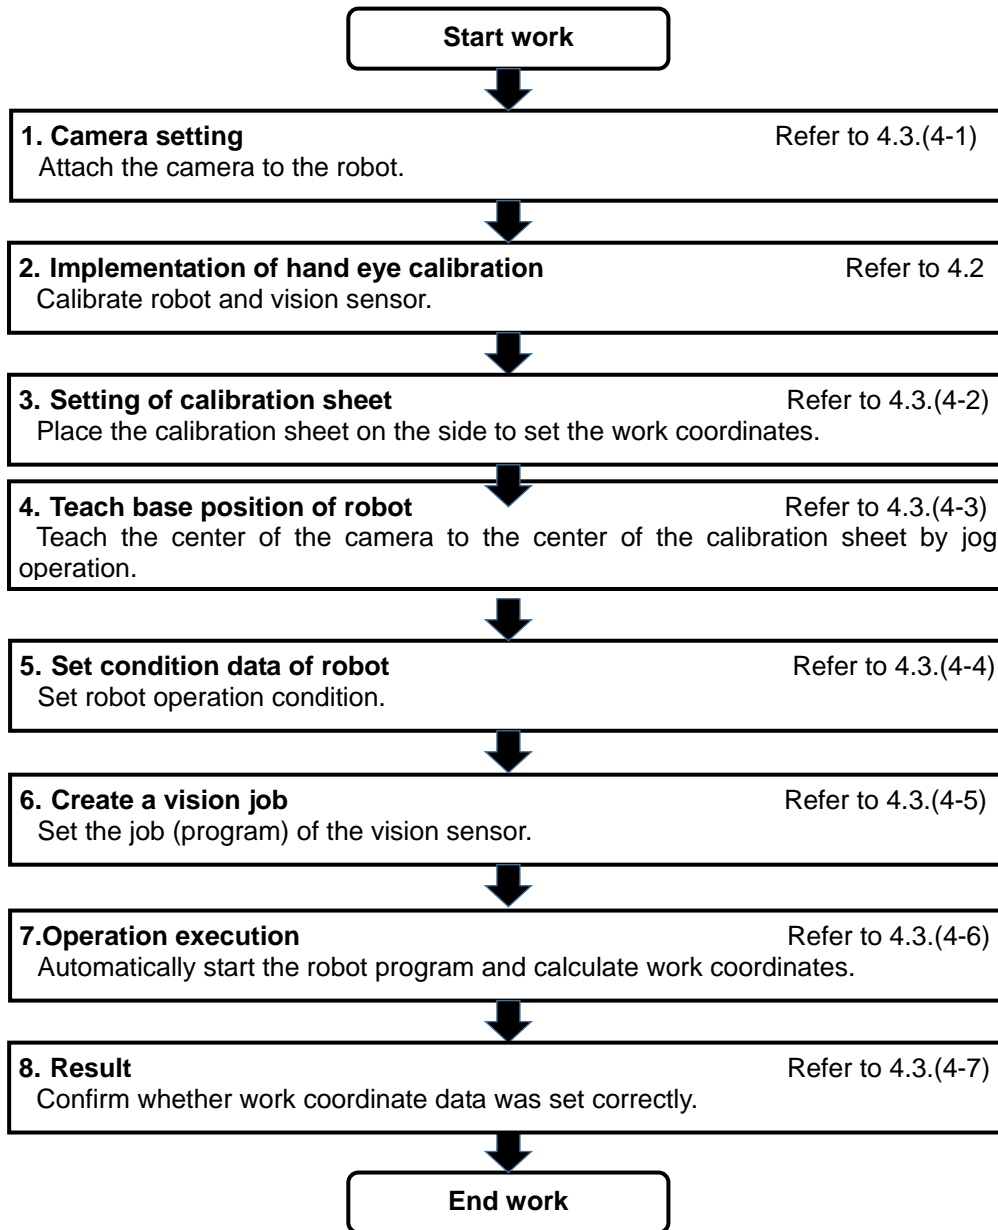 Start work
1. Camera setting Refer to 4.3.(4-1)
Attach the camera to the robot.
2. Implementation of hand eye calibration Refer to 4.2
Calibrate robot and vision sensor.
3. Setting of calibration sheet Refer to 4.3.(4-2)
Place the calibration sheet on the side to set the work coordinates.
4. Teach base position of robot Refer to 4.3.(4-3)
Teach the center of the camera to the center of the calibration sheet by jog
operation.
5. Set condition data of robot Refer to 4.3.(4-4)
Set robot operation condition.
6. Create a vision job Refer to 4.3.(4-5)
Set the job (program) of the vision sensor.
7.Operation execution Refer to 4.3.(4-6)
Automatically start the robot program and calculate work coordinates.
8. Result Refer to 4.3.(4-7)
Confirm whether work coordinate data was set correctly.
End work